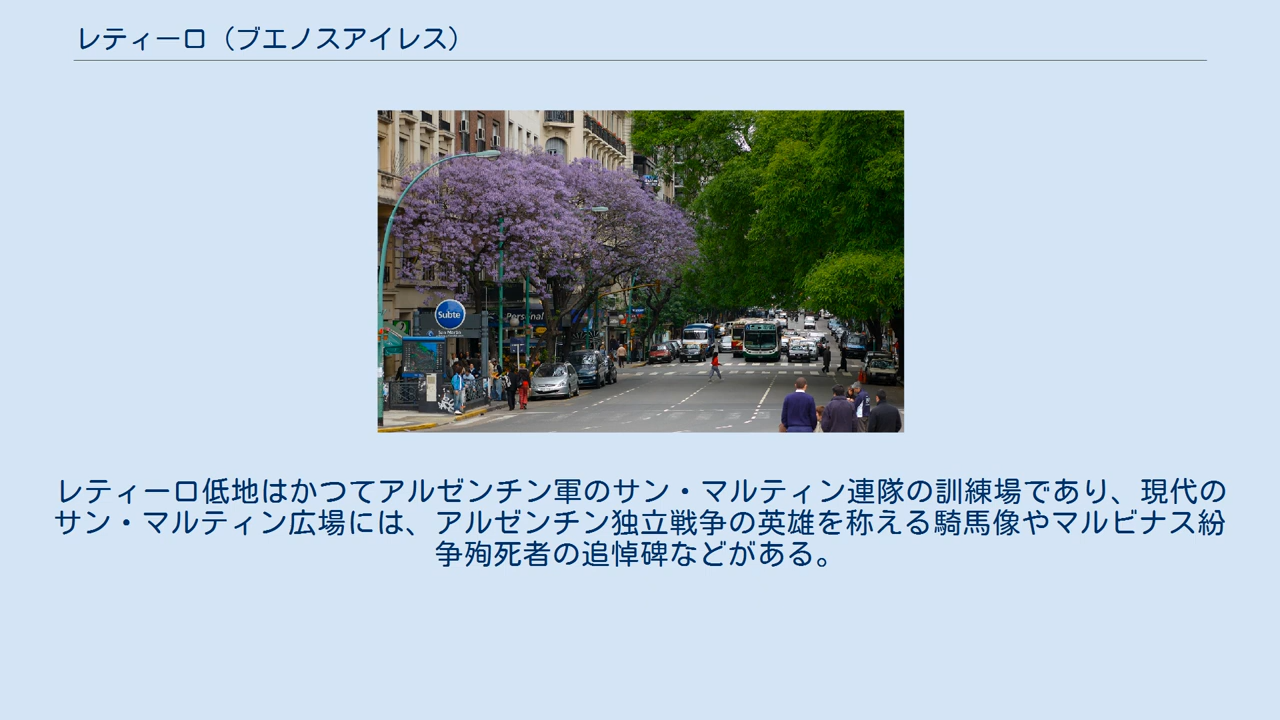 レティーロ（ブエノスアイレス）
Subte
San Martín
Personal
レティーロ低地はかつてアルゼンチン軍のサン・マルティン連隊の訓練場であり、現代の
サン・マルティン広場には、アルゼンチン独立戦争の英雄を称える騎馬像やマルビナス紛
争殉死者の追悼碑などがある。